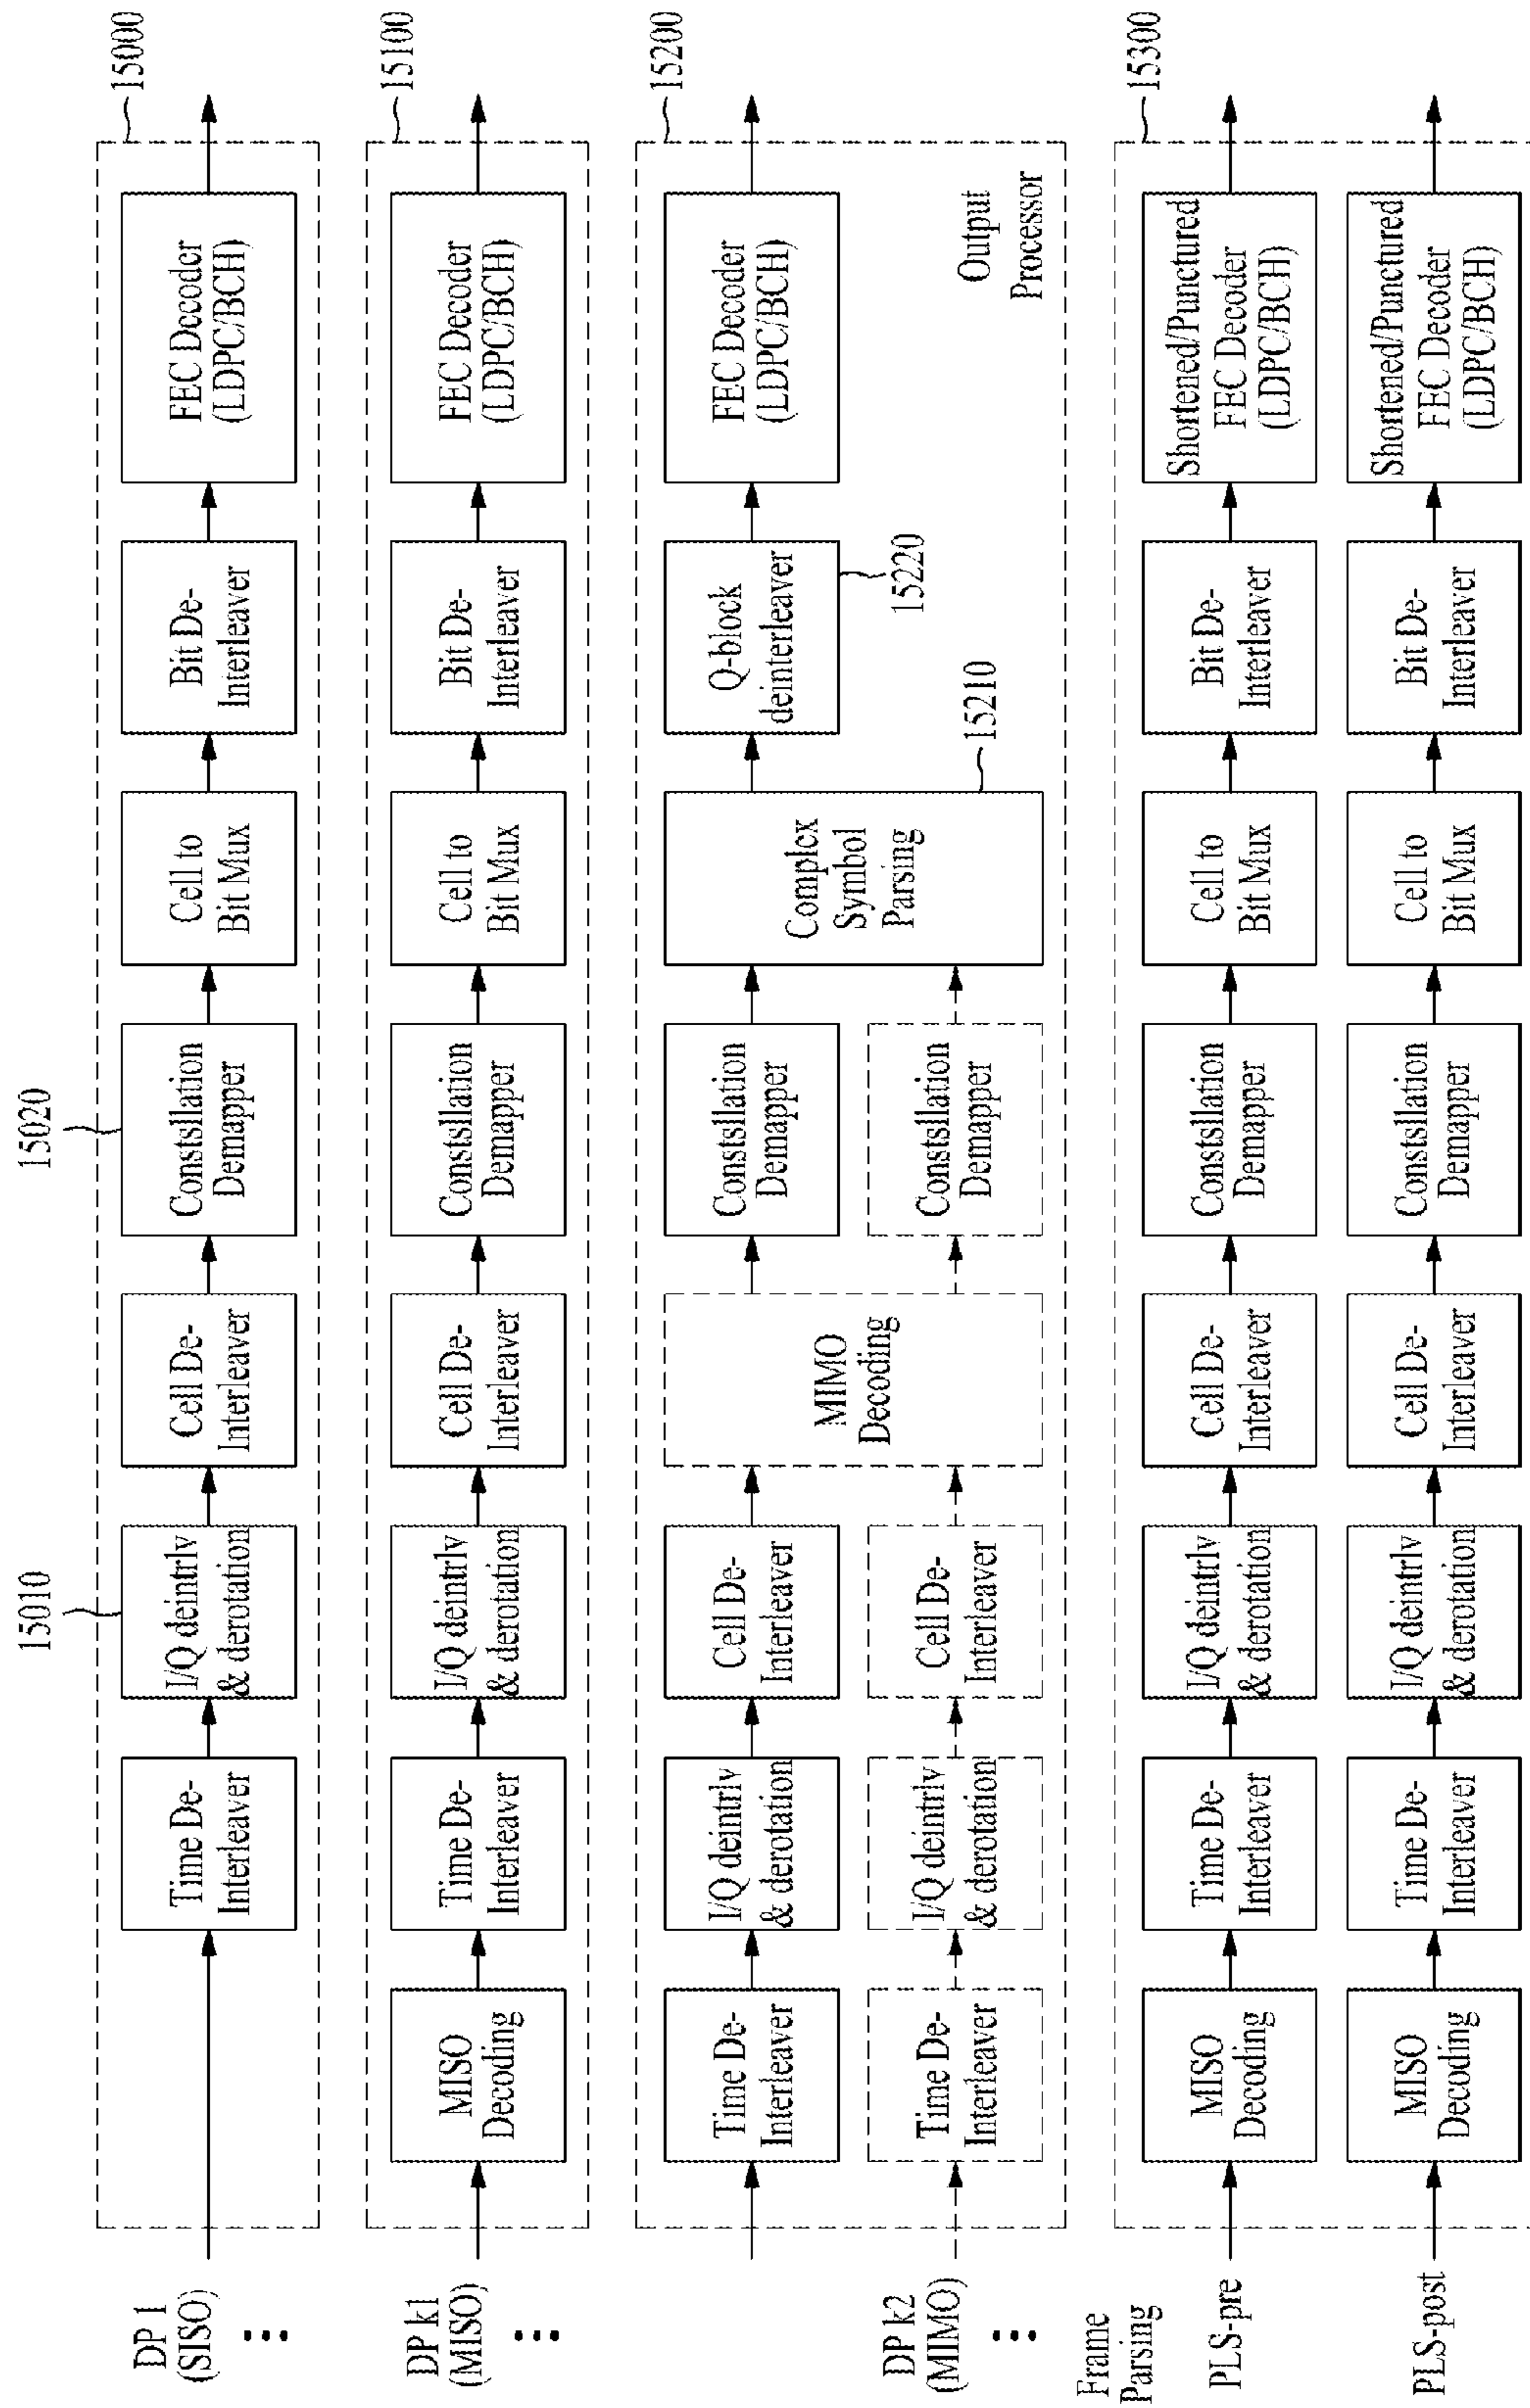 15000
15010
15020
DP 1
(SISO)
Time De-
Interleaver
I/Q deintrlv
& derotation
Cell De-
Interleaver
Conststllation
Demapper
Cell to
Bit Mux
Bit De-
Interleaver
FEC Decoder
(LDPC/BCH)
15100
DP k1
(MISO)
MISO
Decoding
Time De-
Interleaver
I/Q deintrlv
& derotation
Cell De-
Interleaver
Conststllation
Demapper
Cell to
Bit Mux
Bit De-
Interleaver
FEC Decoder
(LDPC/BCH)
15200
Time De-
Interleaver
I/Q deintrlv
& derotation
Cell De-
Interleaver
MIMO
Decoding
Conststllation
Demapper
Complex
Symbol
Parsing
15210
Q-block
deinterleaver
15220
FEC Decoder
(LDPC/BCH)
DP k2
(MIMO)
Time De-
Interleaver
I/Q deintrlv
& derotation
Cell De-
Interleaver
Conststllation
Demapper
Output
Processor
Frame
Parsing
15300
PLS-pre
MISO
Decoding
Time De-
Interleaver
I/Q deintrlv
& derotation
Cell De-
Interleaver
Conststllation
Demapper
Cell to
Bit Mux
Bit De-
Interleaver
Shortened/Punctured
FEC Decoder
(LDPC/BCH)
PLS-post
MISO
Decoding
Time De-
Interleaver
I/Q deintrlv
& derotation
Cell De-
Interleaver
Conststllation
Demapper
Cell to
Bit Mux
Bit De-
Interleaver
Shortened/Punctured
FEC Decoder
(LDPC/BCH)